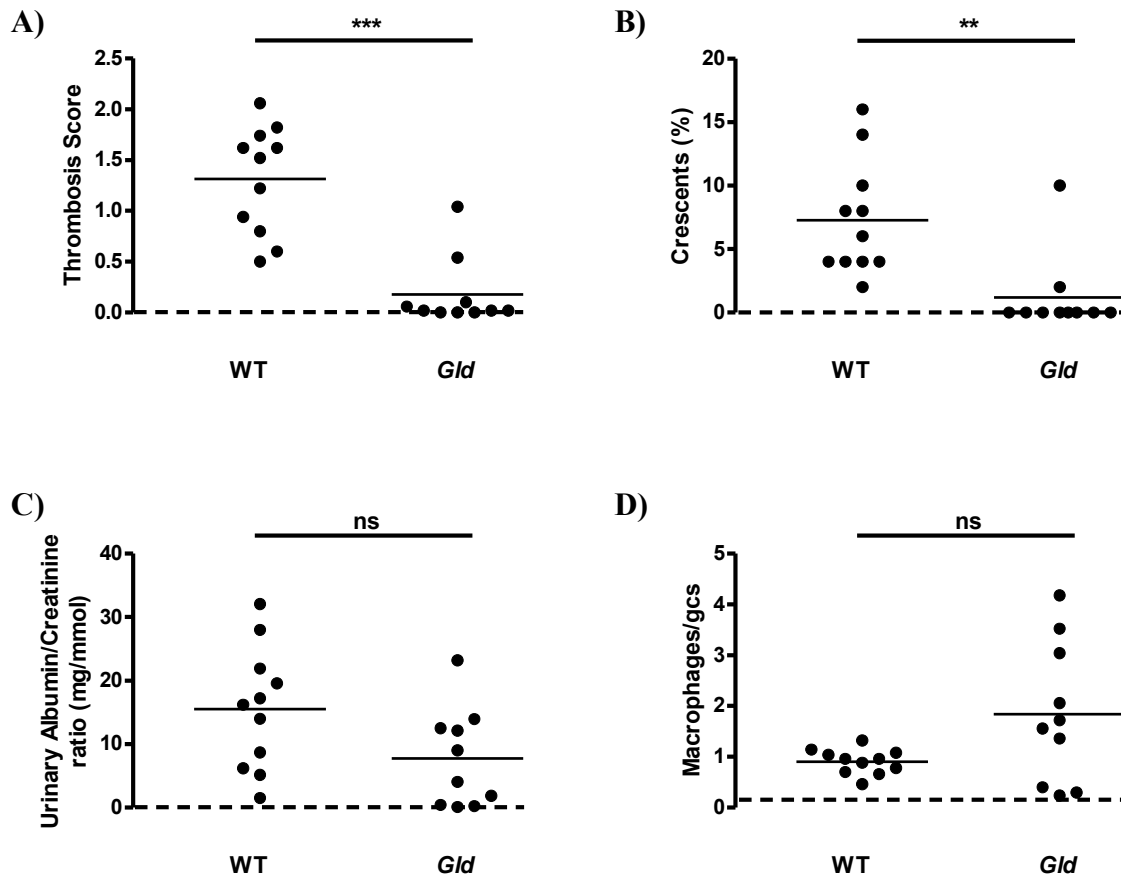 A)
***
Thrombosis Score
2.5
2.0
1.5
1.0
0.5
0.0
WT
Gld
B)
**
Crescents (%)
20
15
10
5
0
WT
Gld
C)
ns
Urinary Albumin/Creatinine
ratio (mg/mmol)
40
30
20
10
0
WT
Gld
D)
ns
Macrophages/gcs
5
4
3
2
1
0
WT
Gld